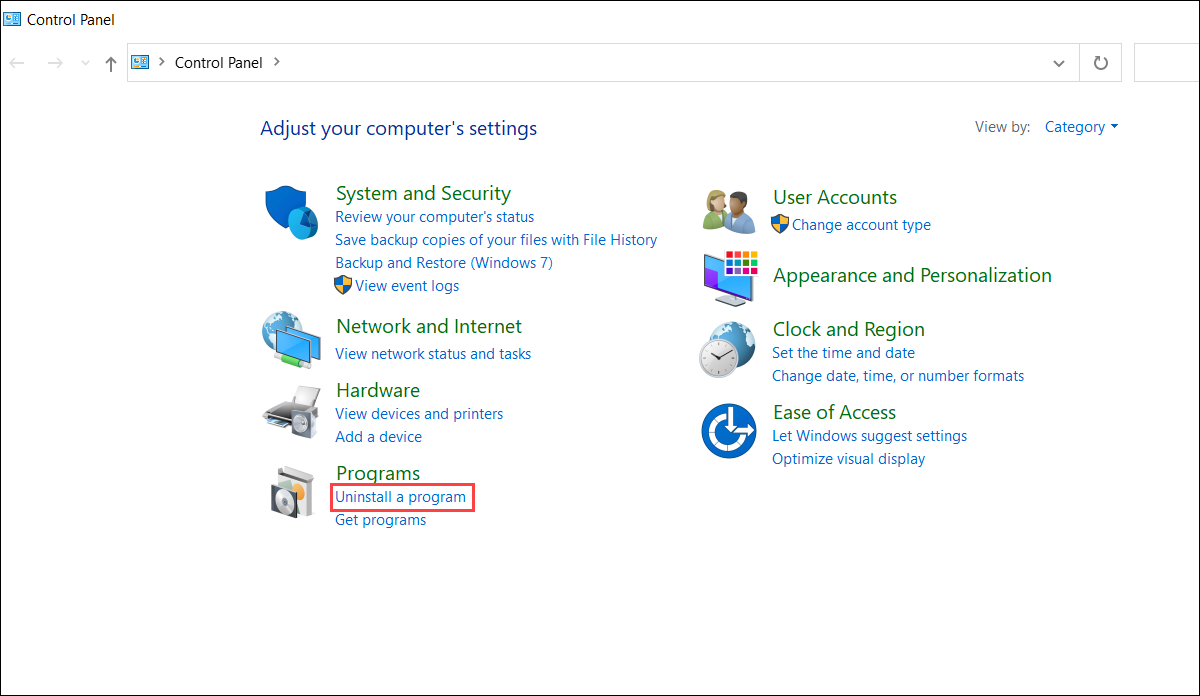 Control Panel
Control Panel
Adjust your computer's settings
View by: Category
System and Security
Review your computer's status
Save backup copies of your files with File History
Backup and Restore (Windows 7)
View event logs
Network and Internet
View network status and tasks
Hardware
View devices and printers
Add a device
Programs
Uninstall a program
Get programs
User Accounts
Change account type
Appearance and Personalization
Clock and Region
Set the time and date
Change date, time, or number formats
Ease of Access
Let Windows suggest settings
Optimize visual display